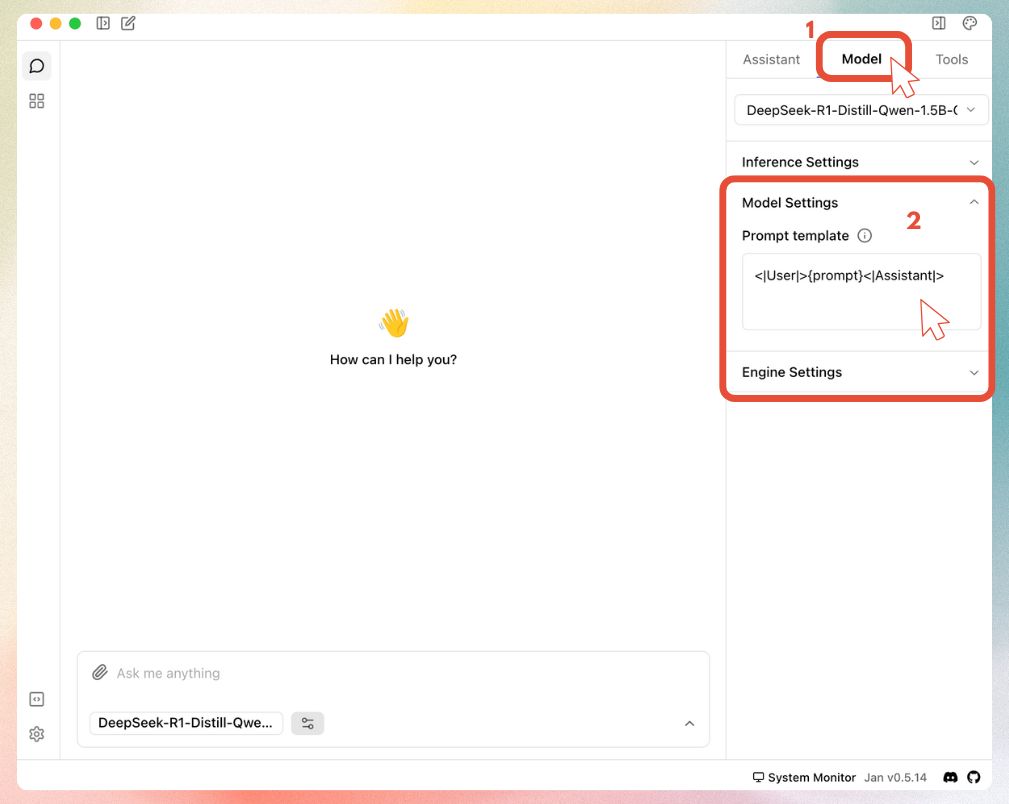 1
Assistant
Model
Tools
DeepSeek-R1-Distill-Qwen-1.5B-
Inference Settings
Model Settings
2
Prompt template
<|User|>{prompt}<|Assistant|>
Engine Settings
How can I help you?
Ask me anything
DeepSeek-R1-Distill-Qwe...
System Monitor
Jan v0.5.14